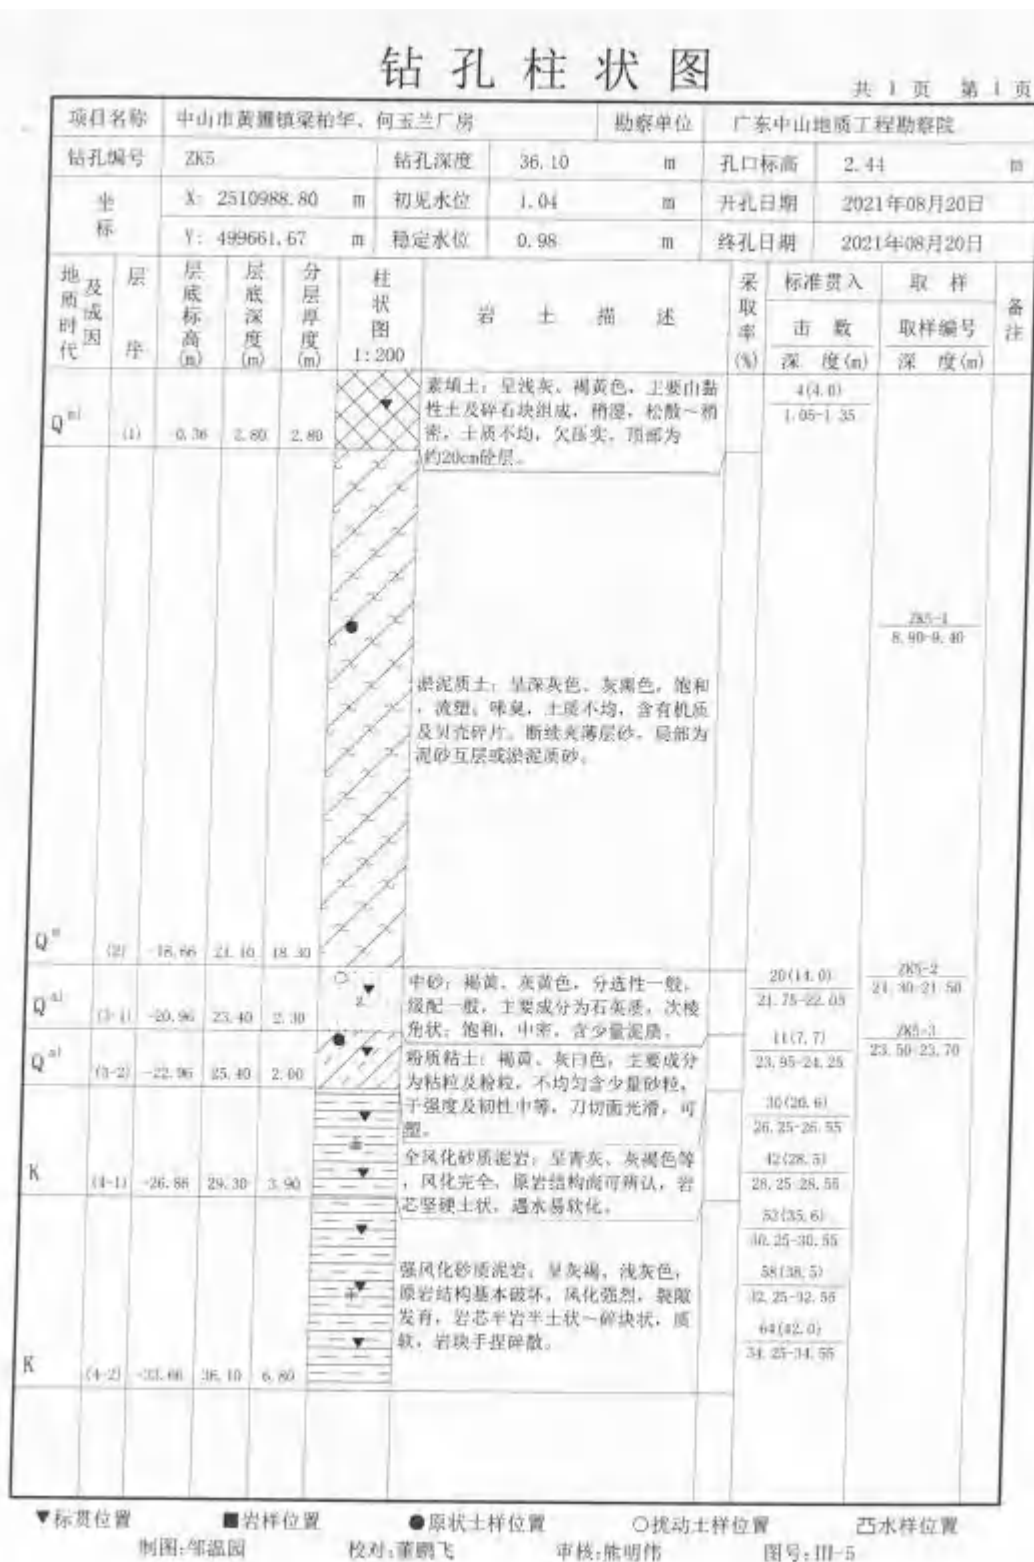 钻孔柱状图
共 1 页 第 1 页
项目名称 中山市黄圃镇梁柏华、何玉兰厂房 勘察单位 广东中山地质工程勘察院
钻孔编号 ZK5 钻孔深度 36.10 m 孔口标高 2.44 m
坐标 X: 2510988.80 m 初见水位 1.04 m 开孔日期 2021年08月20日
Y: 499661.67 m 稳定水位 0.98 m 终孔日期 2021年08月20日
地质时代及成因 层序 层底标高(m) 层底深度(m) 分层厚度(m) 柱状图 1:200 岩土描述 采取率(%) 标准贯入 击数 深度(m) 取样 取样编号 深度(m) 备注
素填土：呈浅灰、褐黄色，主要由黏
性土及碎石块组成，稍湿，松散～稍
密，土质不均，欠压实，顶部为
约20cm砼层。
4(4.0)
1.05-1.35
Q ml (1) -0.36 2.80 2.80
ZK5-1
8.90-9.40
淤泥质土：呈深灰色、灰黑色，饱和
，流塑。味臭，土质不均，含有机质
及贝壳碎片。断续夹薄层砂，局部为
泥砂互层或淤泥质砂。
Q m (2) -18.66 21.10 18.30
中砂：褐黄、灰黄色，分选性一般，
级配一般，主要成分为石英质，次棱
角状；饱和，中密，含少量泥质。
20(14.0)
21.75-22.05
ZK5-2
21.30-21.50
Q al (3-1) -20.96 23.40 2.30
粉质粘土：褐黄、灰白色，主要成分
为粘粒及粉粒，不均匀含少量砂粒，
干强度及韧性中等，刀切面光滑，可
塑。
11(7.7)
23.95-24.25
ZK5-3
23.50-23.70
Q al (3-2) -22.96 25.40 2.00
全风化砂质泥岩：呈青灰、灰褐色等
，风化完全，原岩结构尚可辨认，岩
芯坚硬土状，遇水易软化。
30(20.6)
26.25-26.55
42(28.5)
28.25-28.55
K (4-1) -26.86 29.30 3.90
强风化砂质泥岩：呈灰褐，浅灰色，
原岩结构基本破坏，风化强烈，裂隙
发育，岩芯半岩半土状～碎块状，质
软，岩块手捏碎散。
53(35.6)
30.25-30.55
58(38.5)
32.25-32.55
64(42.0)
34.25-34.55
K (4-2) -33.66 36.10 6.80
▼标贯位置 ■岩样位置 ●原状土样位置 ○扰动土样位置 凸水样位置
制图:邹温园 校对:董鹏飞 审核:熊明伟 图号:III-5